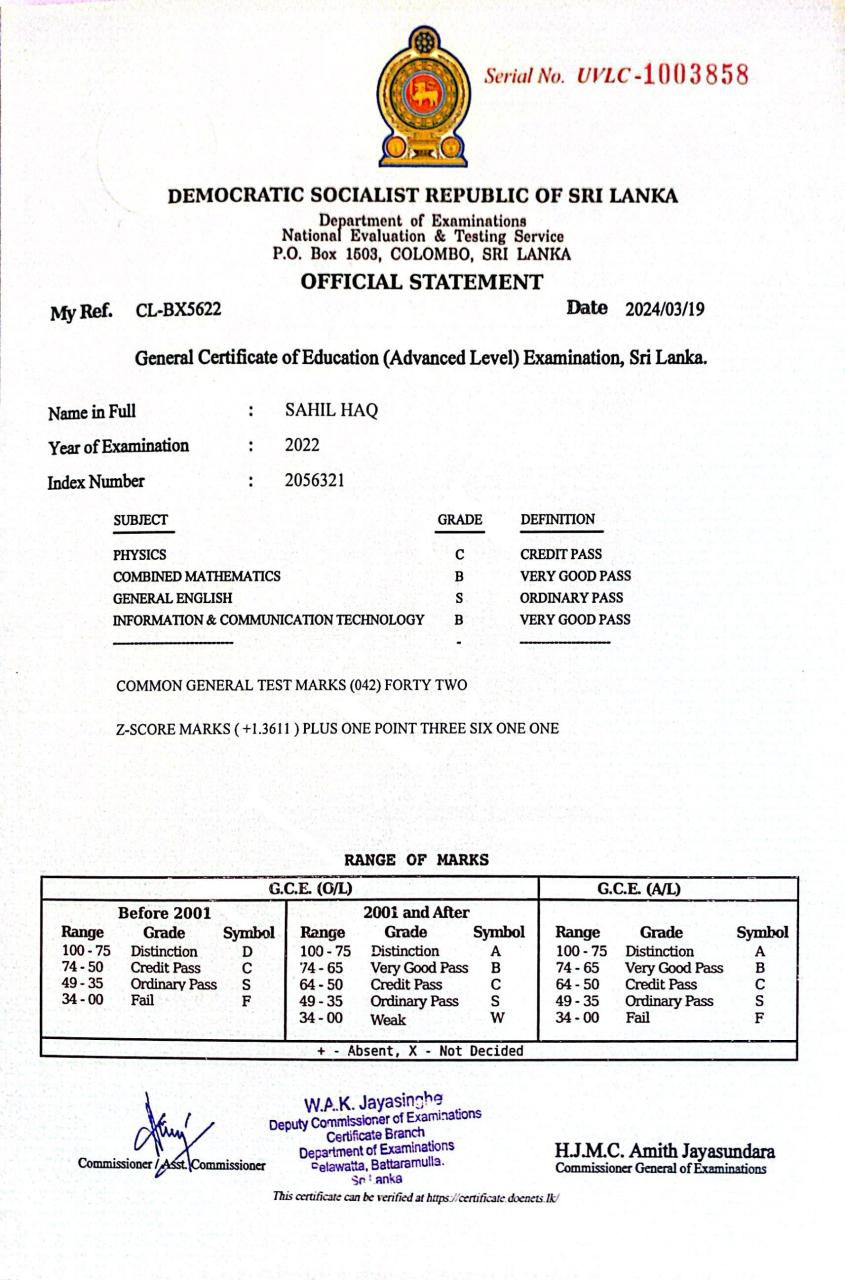 Serial No. UVLC-1003858
DEMOCRATIC SOCIALIST REPUBLIC OF SRI LANKA
Department of Examinations
National Evaluation & Testing Service
P.O. Box 1503, COLOMBO, SRI LANKA
OFFICIAL STATEMENT
My Ref. CL-BX5622 Date 2024/03/19
General Certificate of Education (Advanced Level) Examination, Sri Lanka.
Name in Full : SAHIL HAQ
Year of Examination : 2022
Index Number : 2056321
SUBJECT GRADE DEFINITION
PHYSICS C CREDIT PASS
COMBINED MATHEMATICS B VERY GOOD PASS
GENERAL ENGLISH S ORDINARY PASS
INFORMATION & COMMUNICATION TECHNOLOGY B VERY GOOD PASS
-------------------- - ---------------
COMMON GENERAL TEST MARKS (042) FORTY TWO
Z-SCORE MARKS ( +1.3611 ) PLUS ONE POINT THREE SIX ONE ONE
RANGE OF MARKS
G.C.E. (O/L) G.C.E. (A/L)
Before 2001 2001 and After
Range Grade Symbol Range Grade Symbol Range Grade Symbol
100 - 75 Distinction D 100 - 75 Distinction A 100 - 75 Distinction A
74 - 50 Credit Pass C 74 - 65 Very Good Pass B 74 - 65 Very Good Pass B
49 - 35 Ordinary Pass S 64 - 50 Credit Pass C 64 - 50 Credit Pass C
34 - 00 Fail F 49 - 35 Ordinary Pass S 49 - 35 Ordinary Pass S
34 - 00 Weak W 34 - 00 Fail F
+ - Absent, X - Not Decided
W.A.K. Jayasinghe
Deputy Commissioner of Examinations
Certificate Branch
Department of Examinations
Pelawatta, Battaramulla.
Sri Lanka
Commissioner / Asst. Commissioner
H.J.M.C. Amith Jayasundara
Commissioner General of Examinations
This certificate can be verified at https://certificate.doenets.lk/